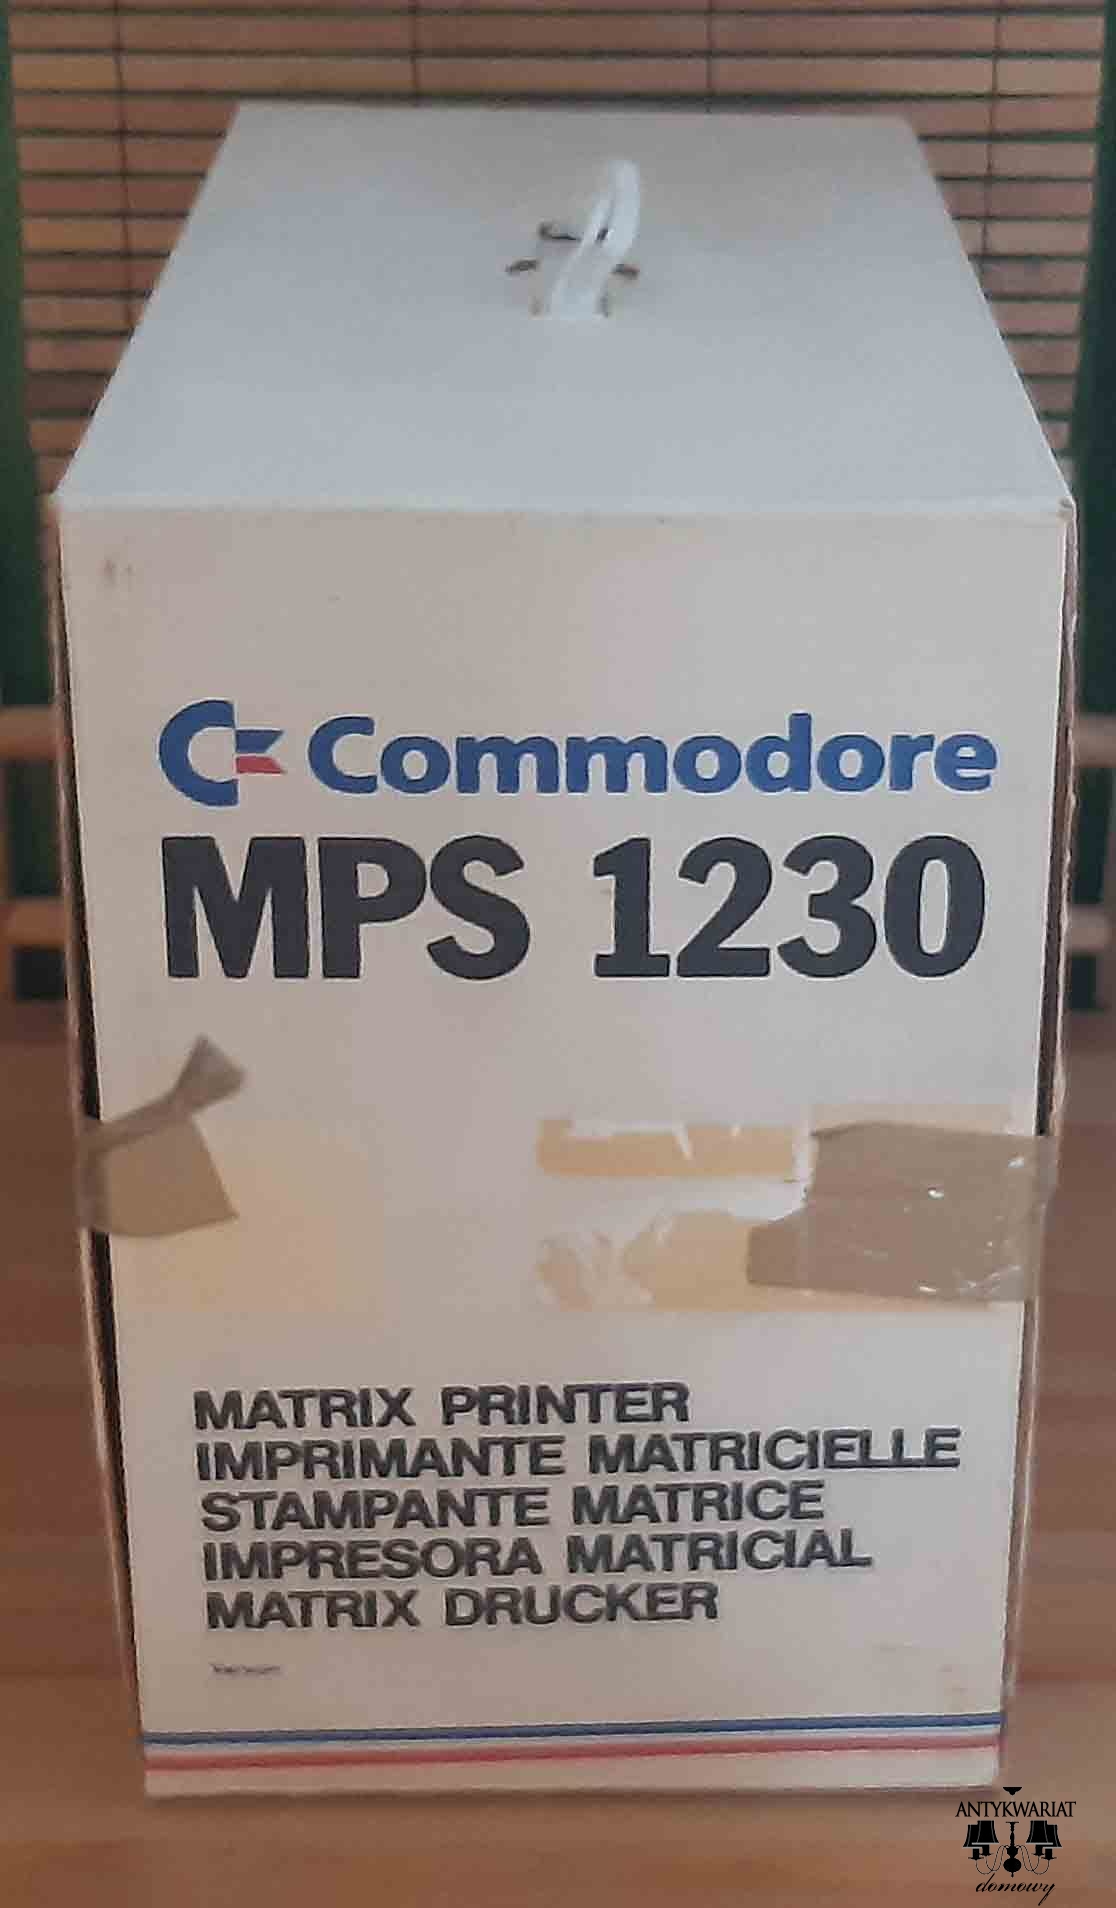 Commodore
MPS 1230
MATRIX PRINTER
IMPRIMANTE MATRICIELLE
STAMPANTE MATRICE
IMPRESORA MATRICIAL
MATRIX DRUCKER
ANTYKWARIAT
domowy